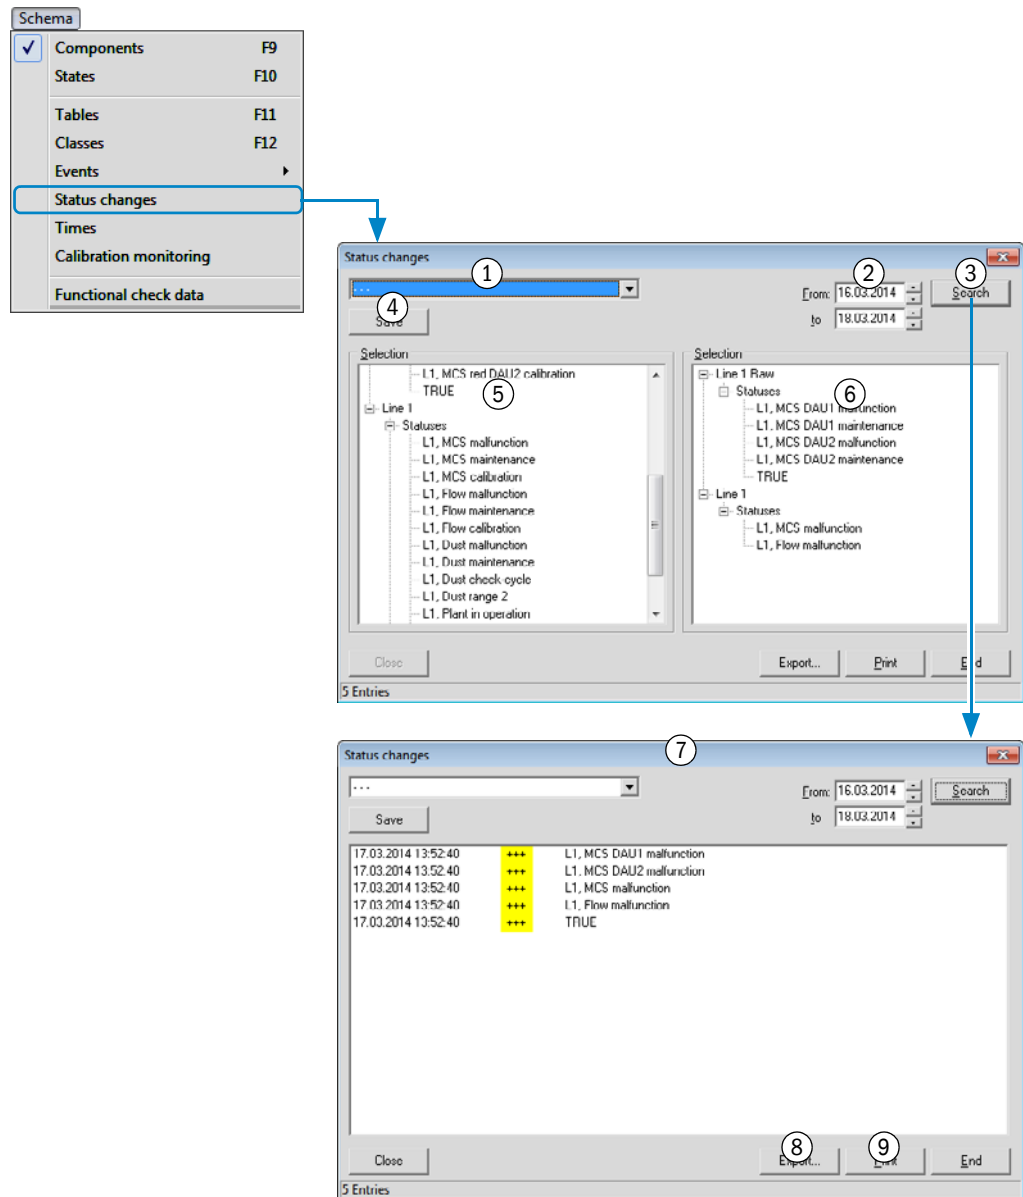 Schema
Components F9
States F10
Tables F11
Classes F12
Events
Status changes
Times
Calibration monitoring
Functional check data
Status changes
1 2 3
...
From: 16.03.2014 Search
4
Save
to 18.03.2014
Selection
L1, MCS red DAU2 calibration
TRUE
5
Line 1
Statuses
L1, MCS malfunction
L1, MCS maintenance
L1, MCS calibration
L1, Flow malfunction
L1, Flow maintenance
L1, Flow calibration
L1, Dust malfunction
L1, Dust maintenance
L1, Dust check cycle
L1, Dust range 2
L1, Plant in operation
Selection
Line 1 Raw
Statuses
6
L1, MCS DAU1 malfunction
L1, MCS DAU1 maintenance
L1, MCS DAU2 malfunction
L1, MCS DAU2 maintenance
TRUE
Line 1
Statuses
L1, MCS malfunction
L1, Flow malfunction
Close Export... Print End
5 Entries
Status changes
7
...
From: 16.03.2014 Search
Save
to 18.03.2014
17.03.2014 13:52:40 +++ L1, MCS DAU1 malfunction
17.03.2014 13:52:40 +++ L1, MCS DAU2 malfunction
17.03.2014 13:52:40 +++ L1, MCS malfunction
17.03.2014 13:52:40 +++ L1, Flow malfunction
17.03.2014 13:52:40 +++ TRUE
8 9
Close Export... Print End
5 Entries